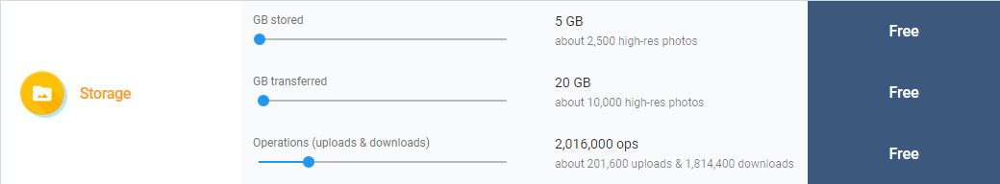 Storage
GB stored
5 GB
about 2,500 high-res photos
Free
GB transferred
20 GB
about 10,000 high-res photos
Free
Operations (uploads & downloads)
2,016,000 ops
about 201,600 uploads & 1,814,400 downloads
Free